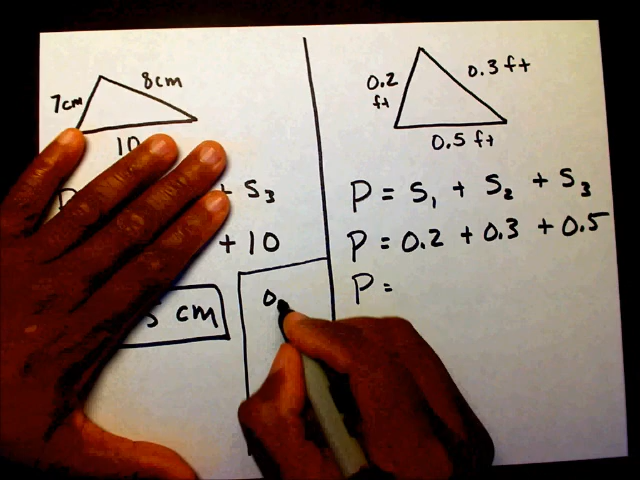 8cm
7cm
10
+ S3
+ 10
5 cm
0.2 ft
0.3 ft
0.5 ft
P = S1 + S2 + S3
P = 0.2 + 0.3 + 0.5
P =
0.